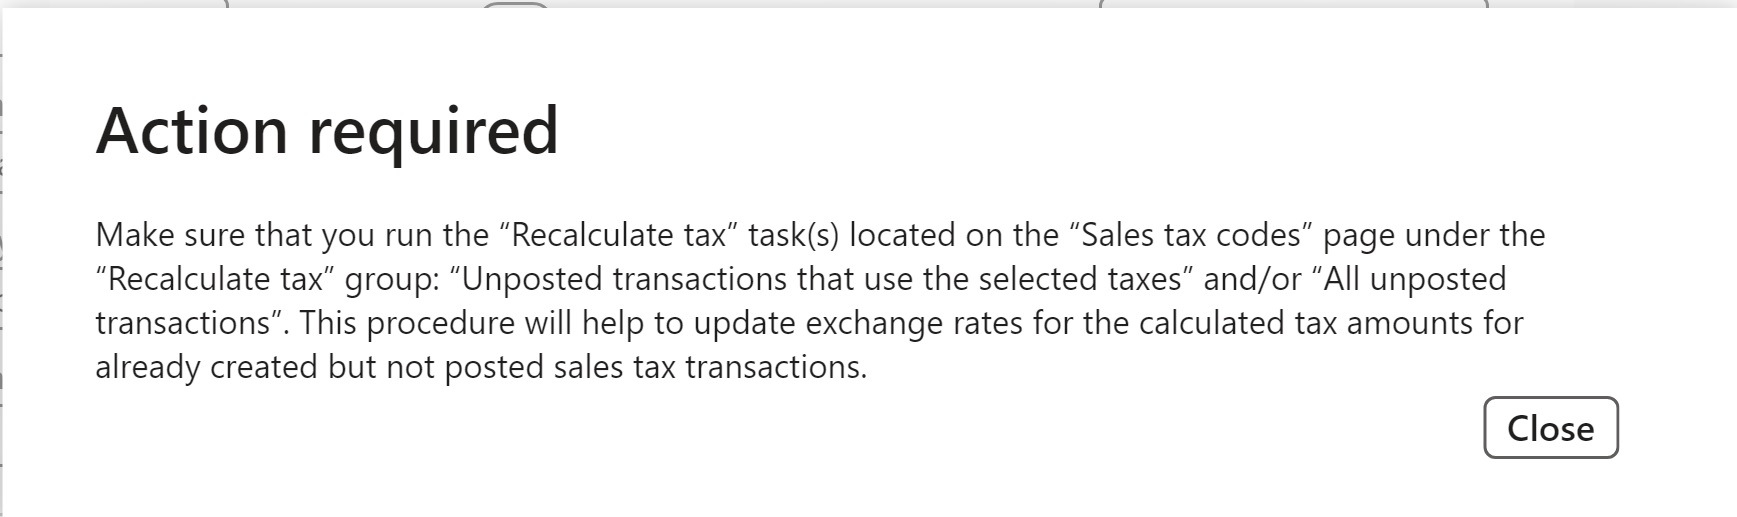 Action required
Make sure that you run the “Recalculate tax” task(s) located on the “Sales tax codes” page under the
“Recalculate tax” group: “Unposted transactions that use the selected taxes” and/or “All unposted
transactions”. This procedure will help to update exchange rates for the calculated tax amounts for
already created but not posted sales tax transactions.
Close